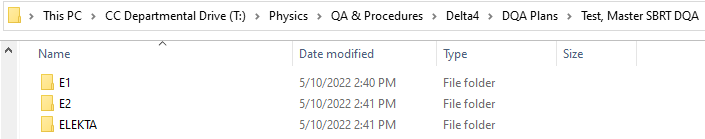 This PC > CC Departmental Drive (T:) > Physics > QA & Procedures > Delta4 > DQA Plans > Test, Master SBRT DQA
Name Date modified Type Size
E1 5/10/2022 2:40 PM File folder
E2 5/10/2022 2:41 PM File folder
ELEKTA 5/10/2022 2:41 PM File folder